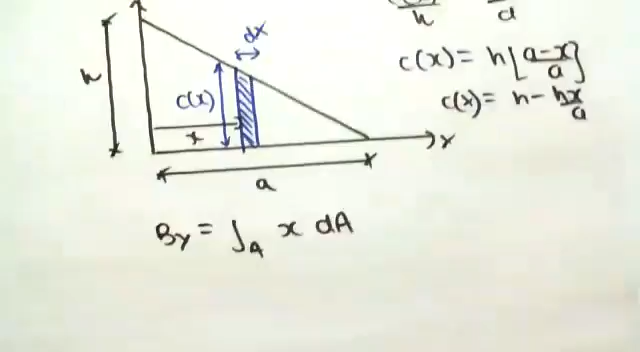 h a
dx
h
c(x) = h[a-x/a]
c(x)
c(x) = h - hx/a
x
x
a
By = ∫A x dA